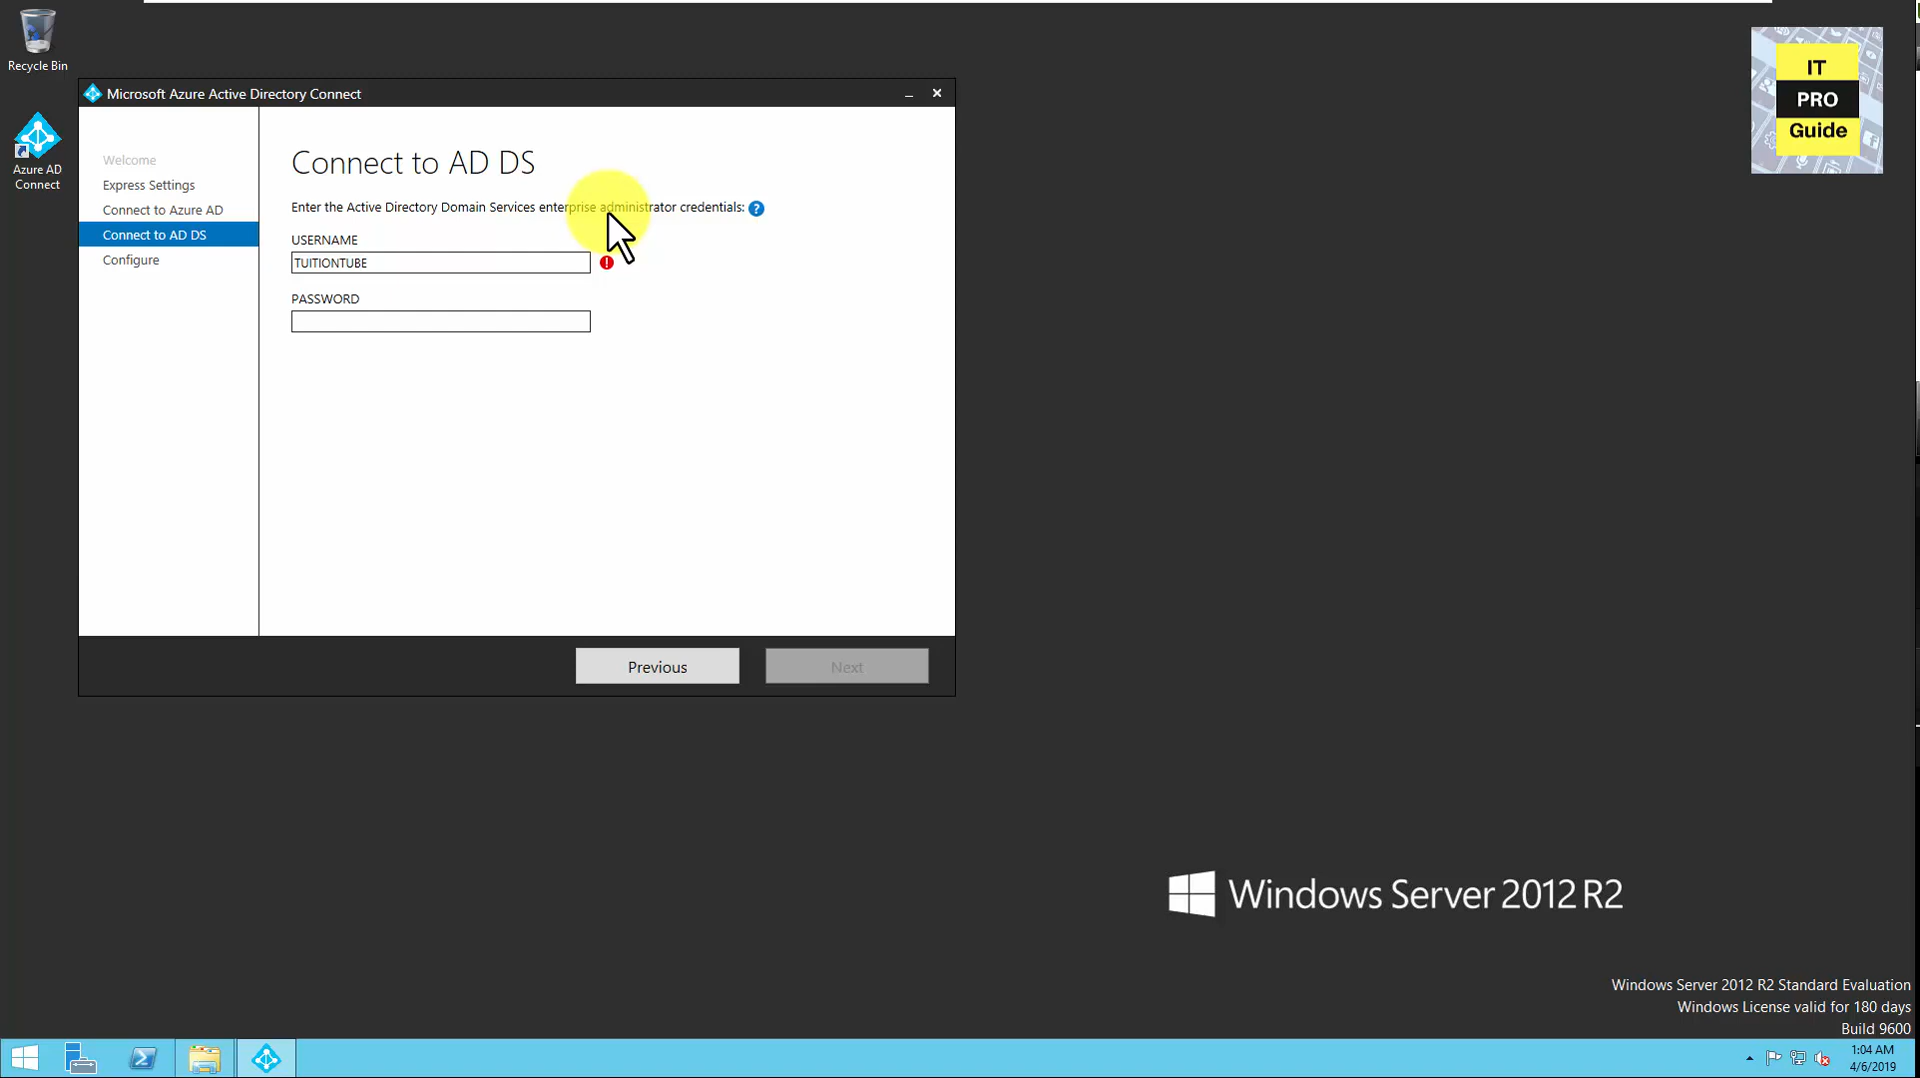 Recycle Bin
Azure AD
Connect
Microsoft Azure Active Directory Connect
Welcome
Express Settings
Connect to Azure AD
Connect to AD DS
Configure
Connect to AD DS
Enter the Active Directory Domain Services enterprise administrator credentials: ?
USERNAME
TUITIONTUBE
!
PASSWORD
Previous
Next
IT
PRO
Guide
Windows Server 2012 R2
Windows Server 2012 R2 Standard Evaluation
Windows License valid for 180 days
Build 9600
1:04 AM
4/6/2019